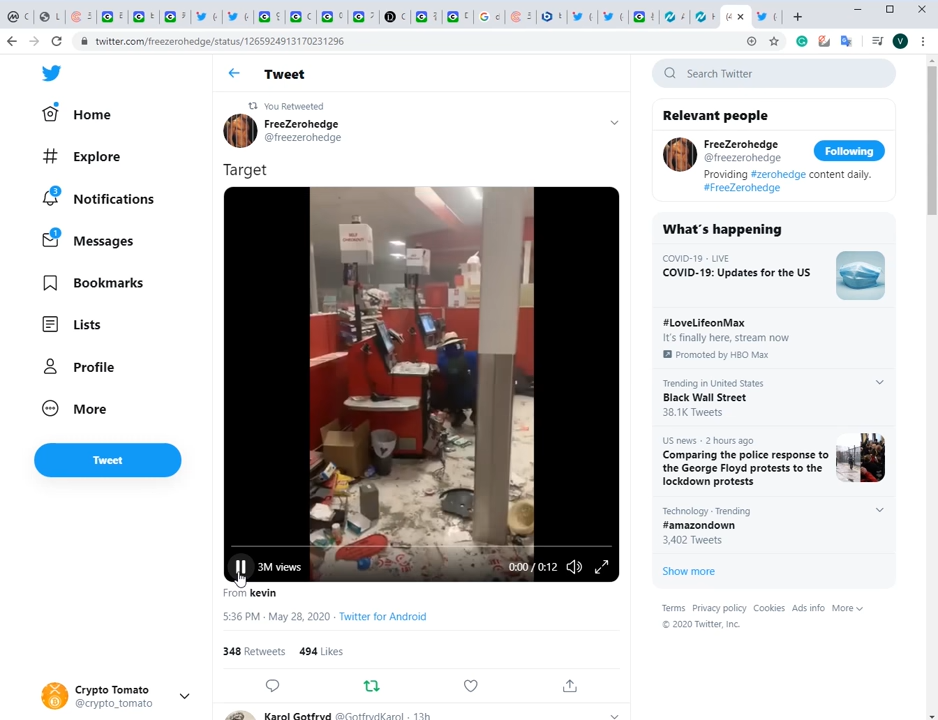 twitter.com/freezerohedge/status/1265924913170231296
V
Home
Explore
3
Notifications
1
Messages
Bookmarks
Lists
Profile
More
Tweet
Crypto Tomato
@crypto_tomato
Tweet
You Retweeted
FreeZerohedge
@freezerohedge
Target
SELF CHECKOUT
3M views
0:00 / 0:12
From kevin
5:36 PM · May 28, 2020 · Twitter for Android
348 Retweets 494 Likes
Karol Gotfryd @GotfrydKarol · 13h
Search Twitter
Relevant people
FreeZerohedge
@freezerohedge
Following
Providing #zerohedge content daily.
#FreeZerohedge
What's happening
COVID-19 · LIVE
COVID-19: Updates for the US
#LoveLifeonMax
It's finally here, stream now
Promoted by HBO Max
Trending in United States
Black Wall Street
38.1K Tweets
US news · 2 hours ago
Comparing the police response to
the George Floyd protests to the
lockdown protests
Technology · Trending
#amazondown
3,402 Tweets
Show more
Terms Privacy policy Cookies Ads info More
© 2020 Twitter, Inc.